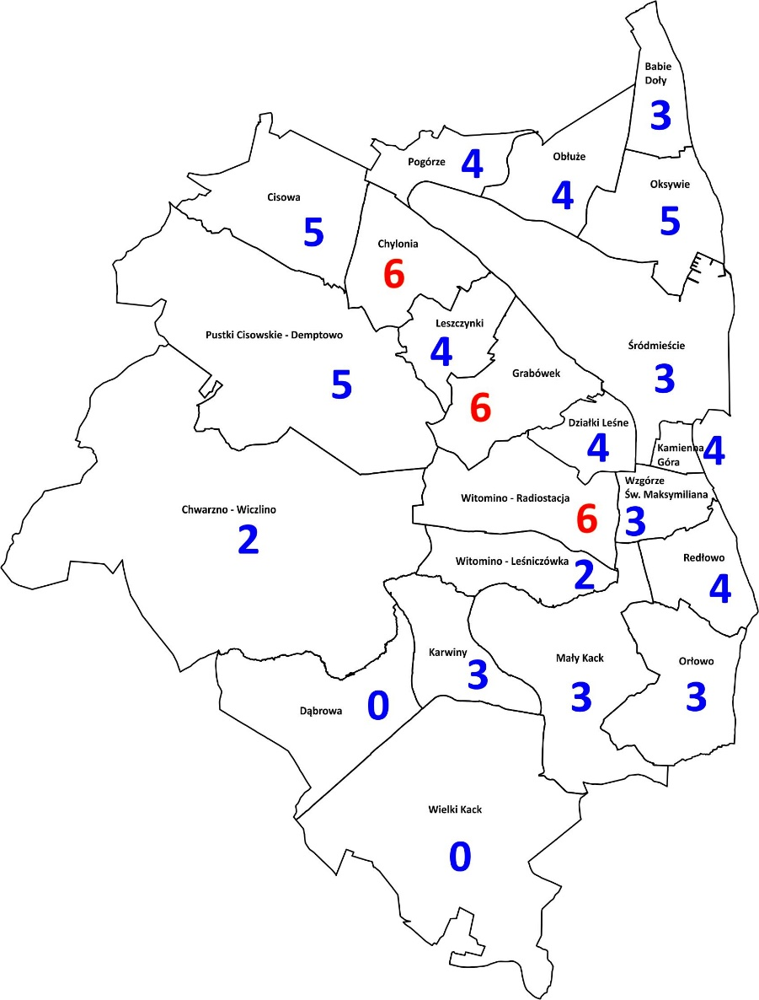 Babie
Doły
3
Pogórze 4
Obłuże
4
Oksywie
5
Cisowa
5
Chylonia
6
Leszczynki
4
Pustki Cisowskie - Demptowo
5
Grabówek
6
Śródmieście
3
Działki Leśne
4
Kamienna
Góra
4
Wzgórze
Św. Maksymiliana
3
Witomino - Radiostacja
6
Chwarzno - Wiczlino
2
Witomino - Leśniczówka
2
Redłowo
4
Karwiny
3
Mały Kack
3
Orłowo
3
Dąbrowa
0
Wielki Kack
0